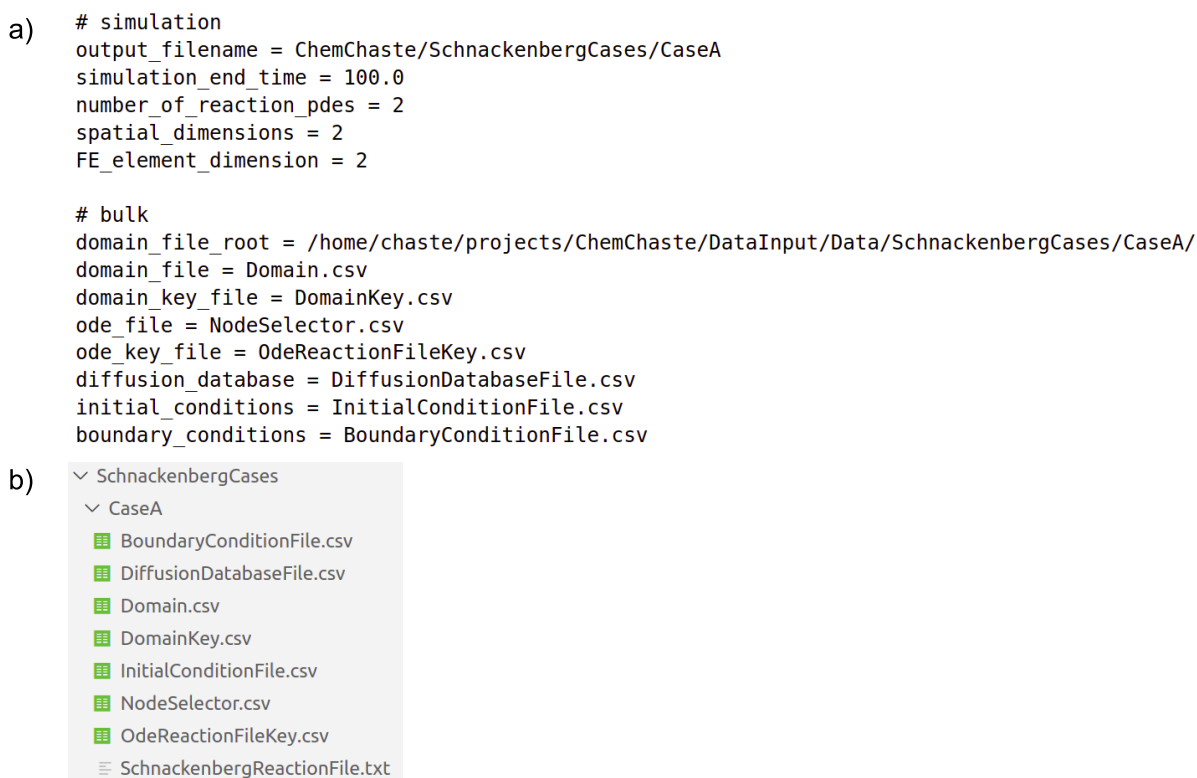 a)
# simulation
output_filename = ChemChaste/SchnackenbergCases/CaseA
simulation_end_time = 100.0
number_of_reaction_pdes = 2
spatial_dimensions = 2
FE_element_dimension = 2
# bulk
domain_file_root = /home/chaste/projects/ChemChaste/DataInput/Data/SchnackenbergCases/CaseA/
domain_file = Domain.csv
domain_key_file = DomainKey.csv
ode_file = NodeSelector.csv
ode_key_file = OdeReactionFileKey.csv
diffusion_database = DiffusionDatabaseFile.csv
initial_conditions = InitialConditionFile.csv
boundary_conditions = BoundaryConditionFile.csv
b)
SchnackenbergCases
CaseA
BoundaryConditionFile.csv
DiffusionDatabaseFile.csv
Domain.csv
DomainKey.csv
InitialConditionFile.csv
NodeSelector.csv
OdeReactionFileKey.csv
SchnackenbergReactionFile.txt